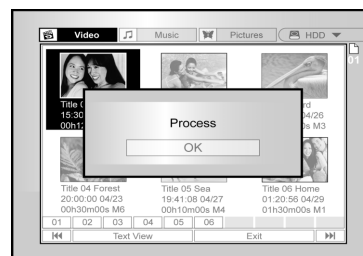 Video Music Pictures HDD
01
Title 0
15:30
00h1
rd
04/26
0s M3
Process
OK
Title 04 Forest
20:00:00 04/23
00h30m00s M6
Title 05 Sea
19:41:08 04/27
00h10m00s M4
Title 06 Home
01:20:56 04/29
01h30m00s M1
01 02 03 04 05 06
Text View Exit